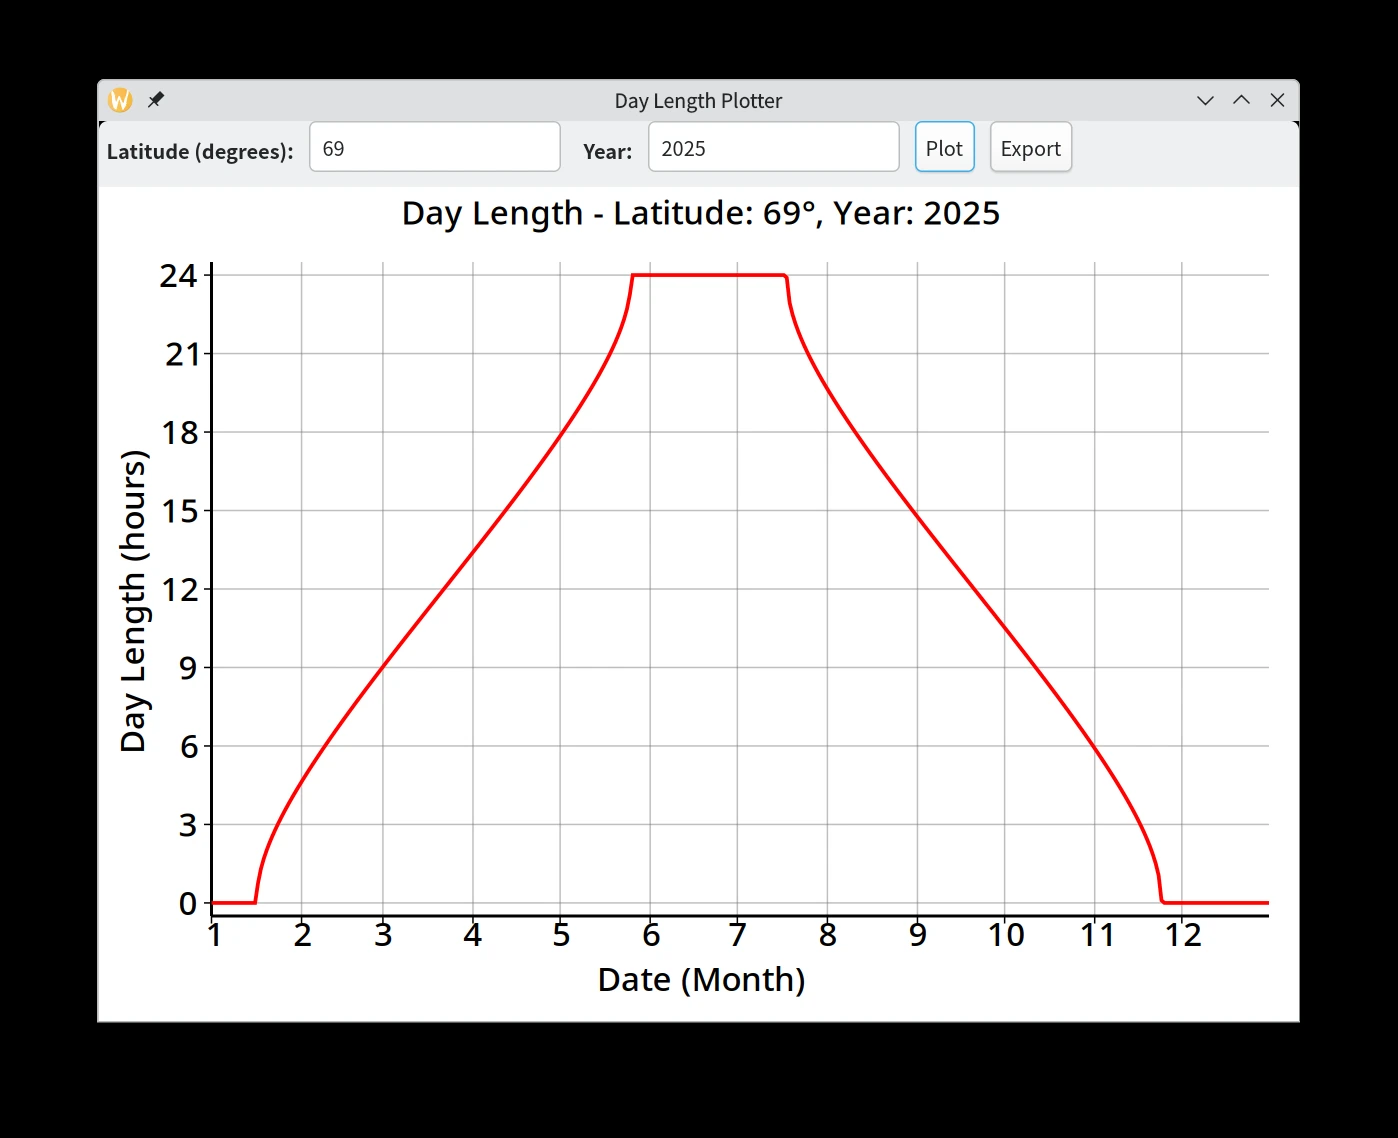 W
Day Length Plotter
Latitude (degrees): 69 Year: 2025 Plot Export
Day Length - Latitude: 69°, Year: 2025
24
21
18
15
12
9
6
3
0
Day Length (hours)
1 2 3 4 5 6 7 8 9 10 11 12
Date (Month)